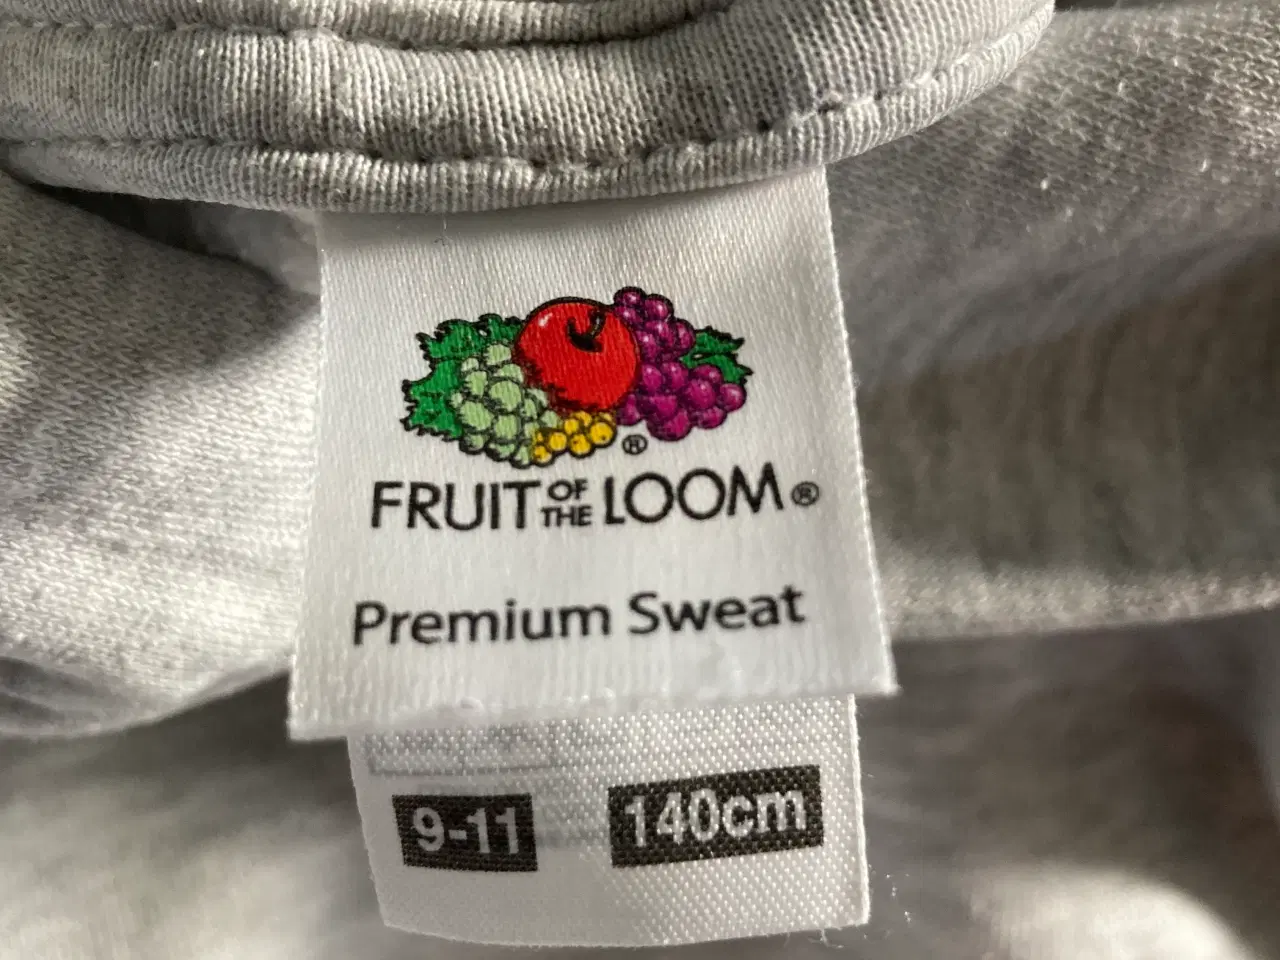 ®
FRUIT OF THE LOOM®
Premium Sweat
9-11 140cm